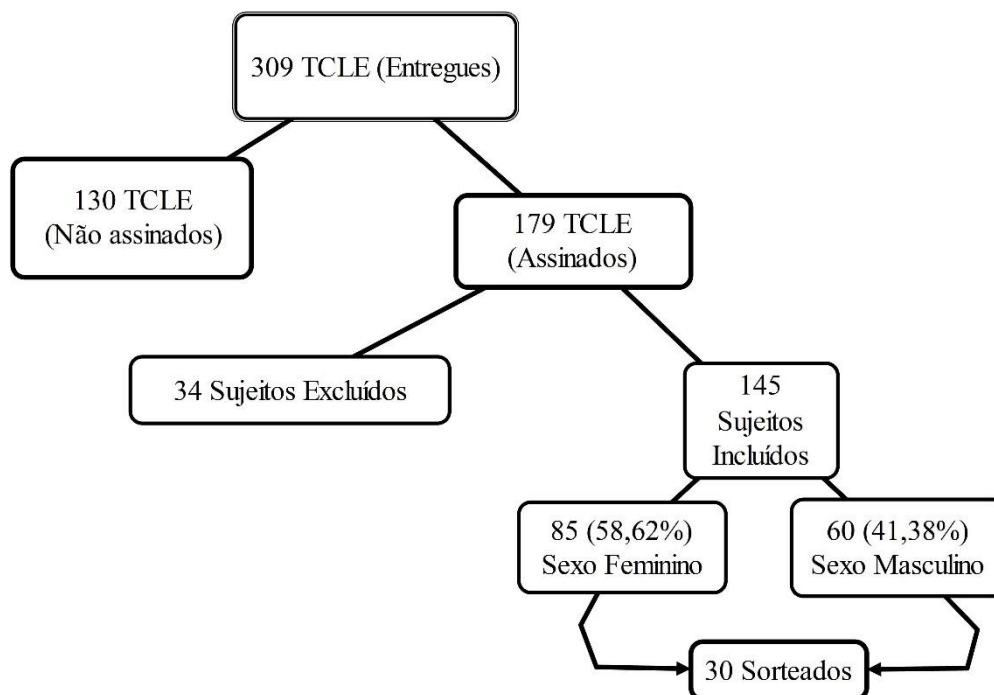 309 TCLE (Entregues)
130 TCLE
(Não assinados)
179 TCLE
(Assinados)
34 Sujeitos Excluídos
145
Sujeitos
Incluídos
85 (58,62%)
Sexo Feminino
60 (41,38%)
Sexo Masculino
30 Sorteados